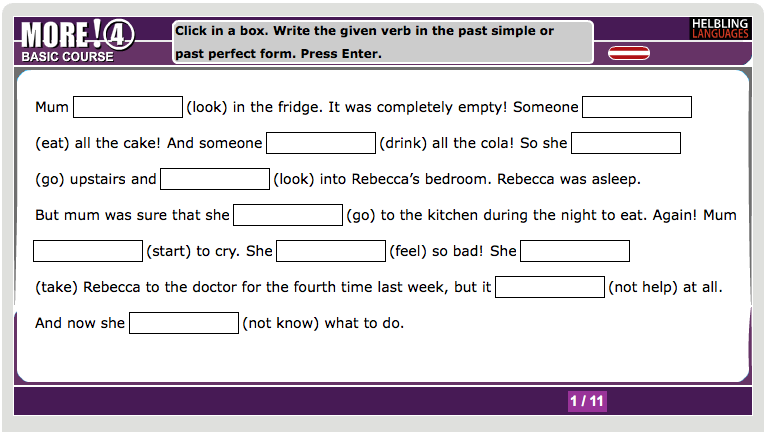 MORE! 4
BASIC COURSE
Click in a box. Write the given verb in the past simple or
past perfect form. Press Enter.
HELBLING
LANGUAGES
Mum (look) in the fridge. It was completely empty! Someone
(eat) all the cake! And someone (drink) all the cola! So she
(go) upstairs and (look) into Rebecca's bedroom. Rebecca was asleep.
But mum was sure that she (go) to the kitchen during the night to eat. Again! Mum
(start) to cry. She (feel) so bad! She
(take) Rebecca to the doctor for the fourth time last week, but it (not help) at all.
And now she (not know) what to do.
1 / 11